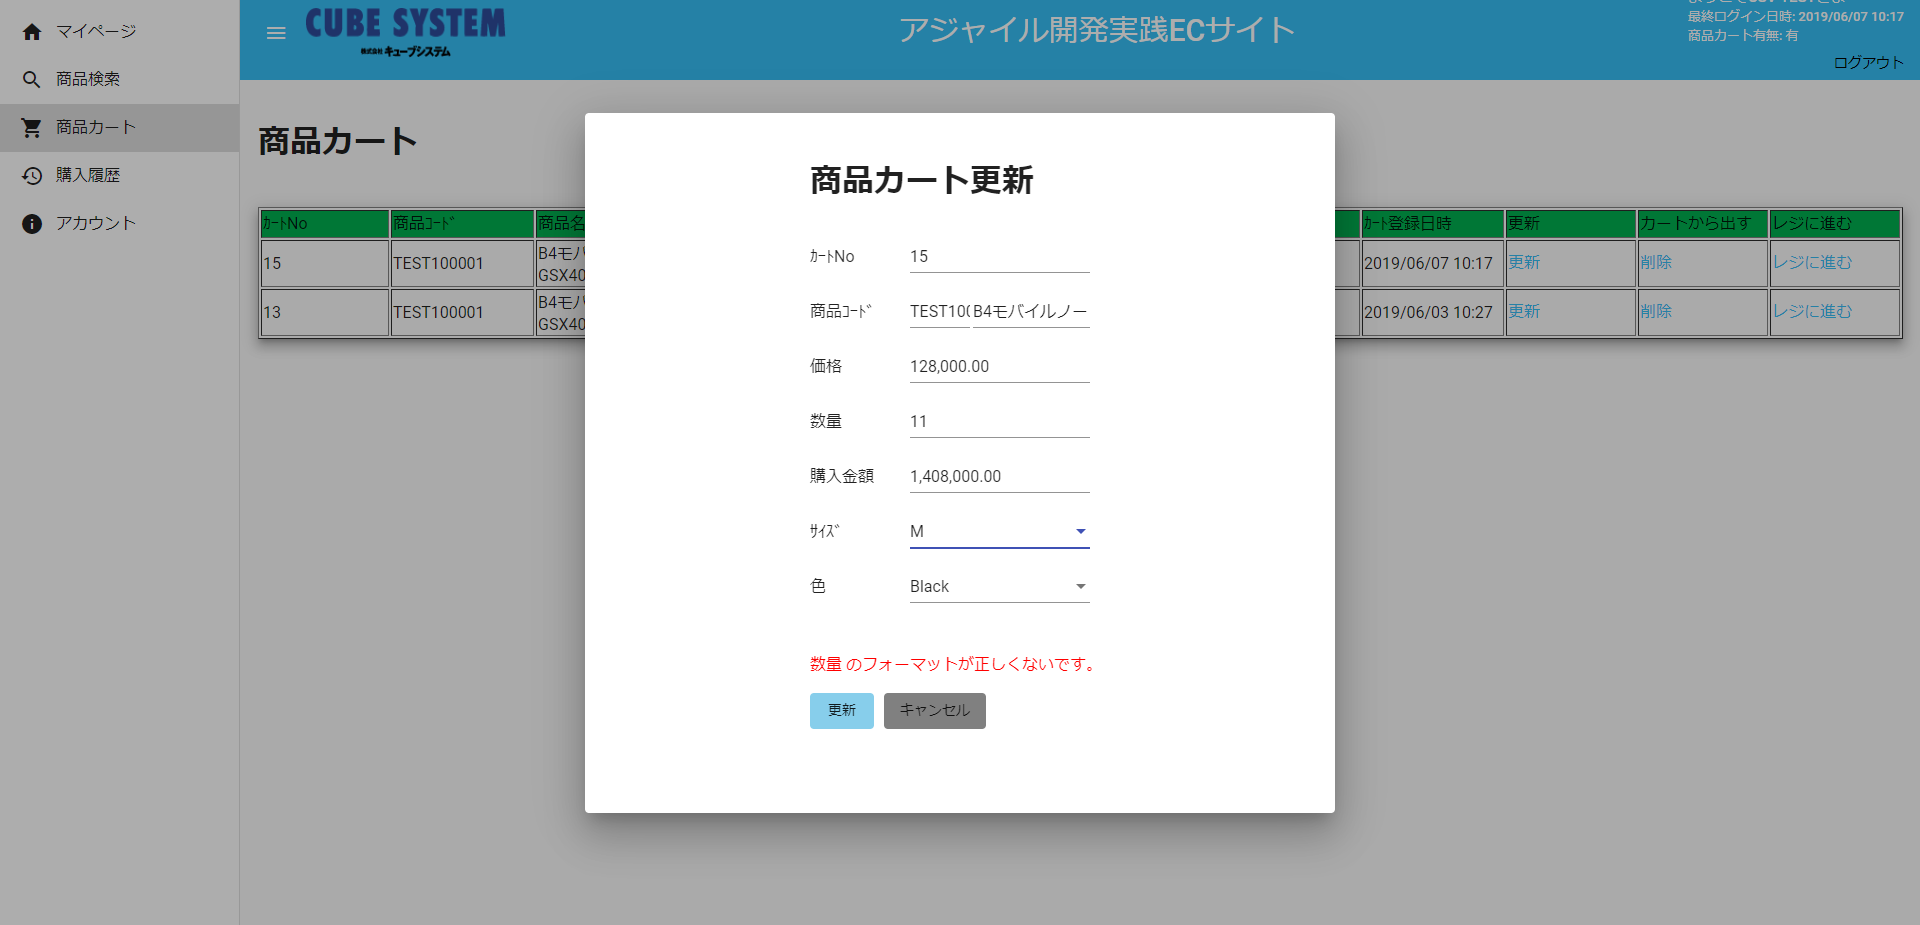 マイページ
商品検索
商品カート
購入履歴
アカウント
CUBE SYSTEM
株式会社 キューブシステム
アジャイル開発実践ECサイト
最終ログイン日時: 2019/06/07 10:17
商品カート有無: 有
ログアウト
商品カート
ｶｰﾄNo 商品ｺｰﾄﾞ 商品名 ｶｰﾄ登録日時 更新 カートから出す レジに進む
15 TEST100001 B4モバ GSX40 2019/06/07 10:17 更新 削除 レジに進む
13 TEST100001 B4モバ GSX40 2019/06/03 10:27 更新 削除 レジに進む
商品カート更新
ｶｰﾄNo 15
商品ｺｰﾄﾞ TEST100 B4モバイルノー
価格 128,000.00
数量 11
購入金額 1,408,000.00
ｻｲｽﾞ M
色 Black
数量 のフォーマットが正しくないです。
更新 キャンセル